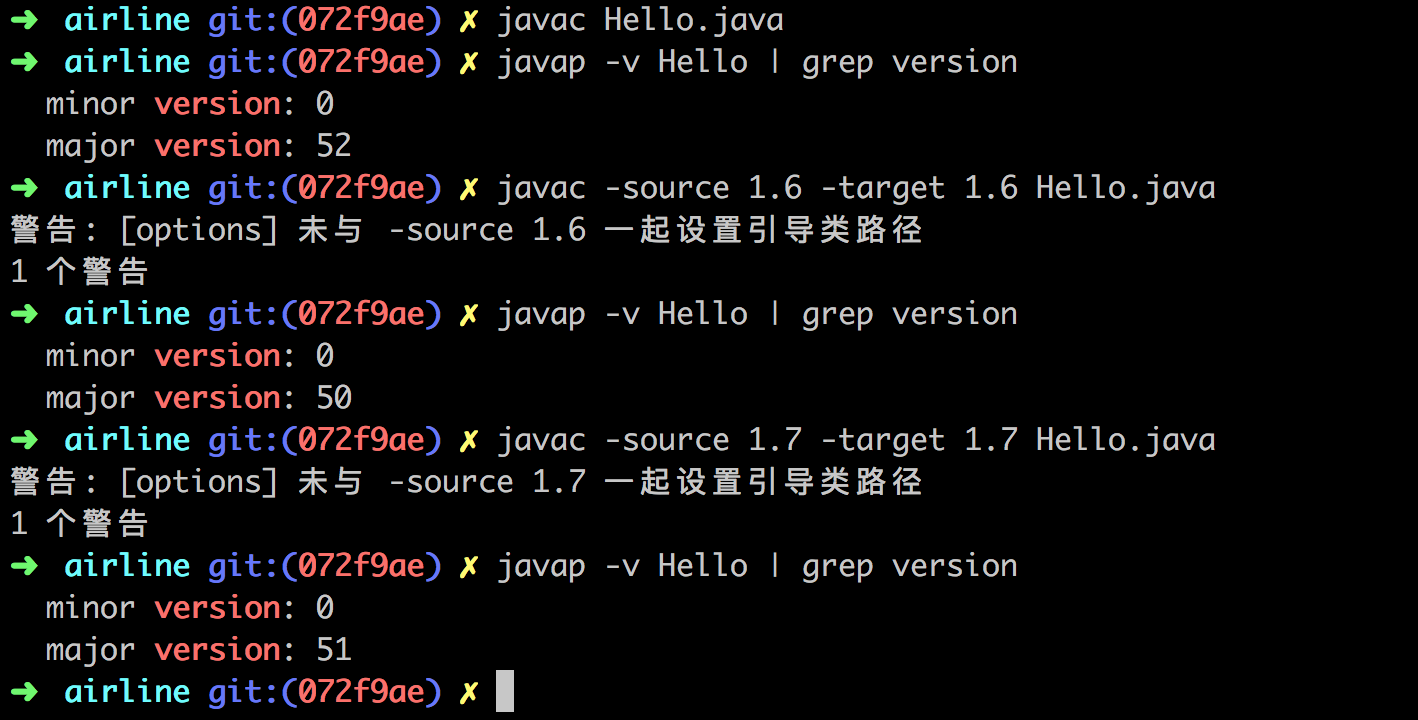 ➜ airline git:(072f9ae) ✗ javac Hello.java
➜ airline git:(072f9ae) ✗ javap -v Hello | grep version
minor version: 0
major version: 52
➜ airline git:(072f9ae) ✗ javac -source 1.6 -target 1.6 Hello.java
警告: [options] 未与 -source 1.6 一起设置引导类路径
1 个警告
➜ airline git:(072f9ae) ✗ javap -v Hello | grep version
minor version: 0
major version: 50
➜ airline git:(072f9ae) ✗ javac -source 1.7 -target 1.7 Hello.java
警告: [options] 未与 -source 1.7 一起设置引导类路径
1 个警告
➜ airline git:(072f9ae) ✗ javap -v Hello | grep version
minor version: 0
major version: 51
➜ airline git:(072f9ae) ✗